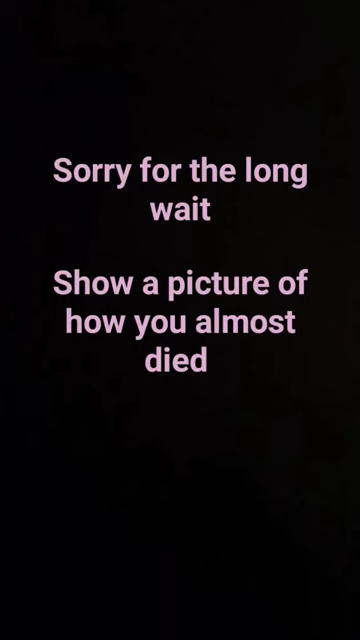 Sorry for the long
wait
Show a picture of
how you almost
died